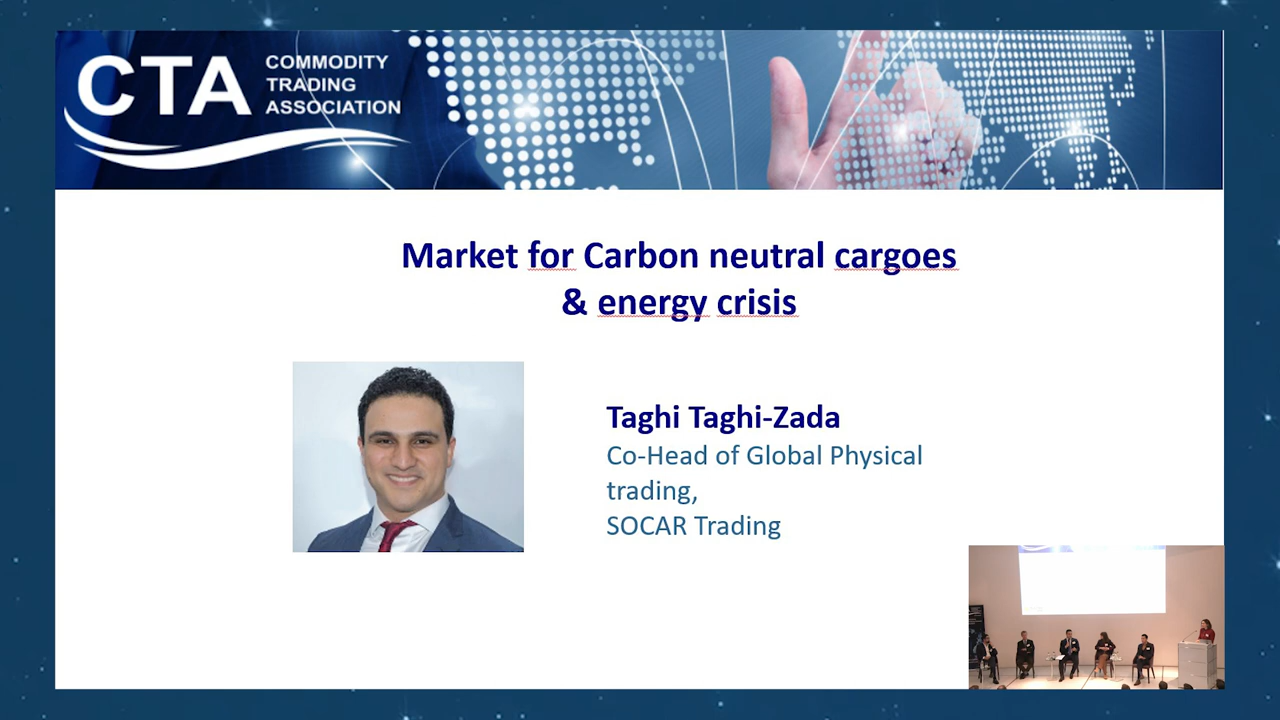 CTA
COMMODITY
TRADING
ASSOCIATION
Market for Carbon neutral cargoes
& energy crisis
Taghi Taghi-Zada
Co-Head of Global Physical
trading,
SOCAR Trading